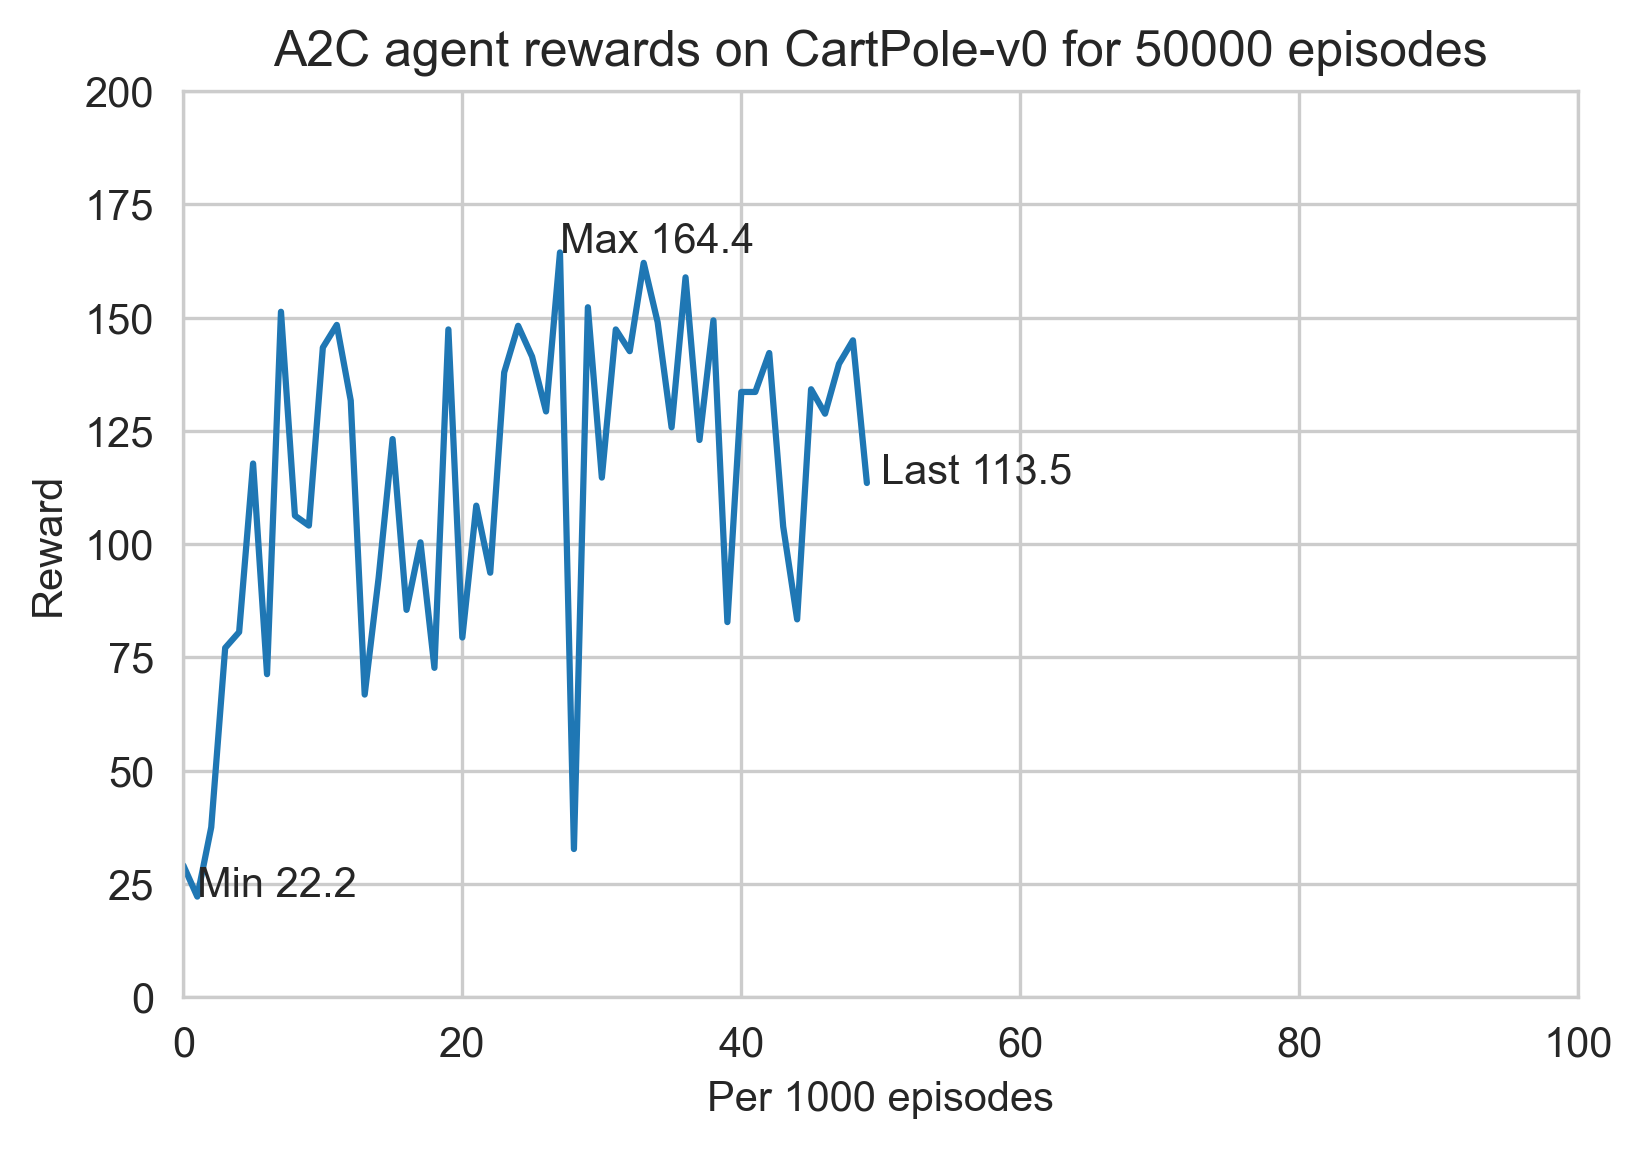 A2C agent rewards on CartPole-v0 for 50000 episodes
200
175
150
125
100
75
50
25
0
Reward
Max 164.4
Last 113.5
Min 22.2
0 20 40 60 80 100
Per 1000 episodes